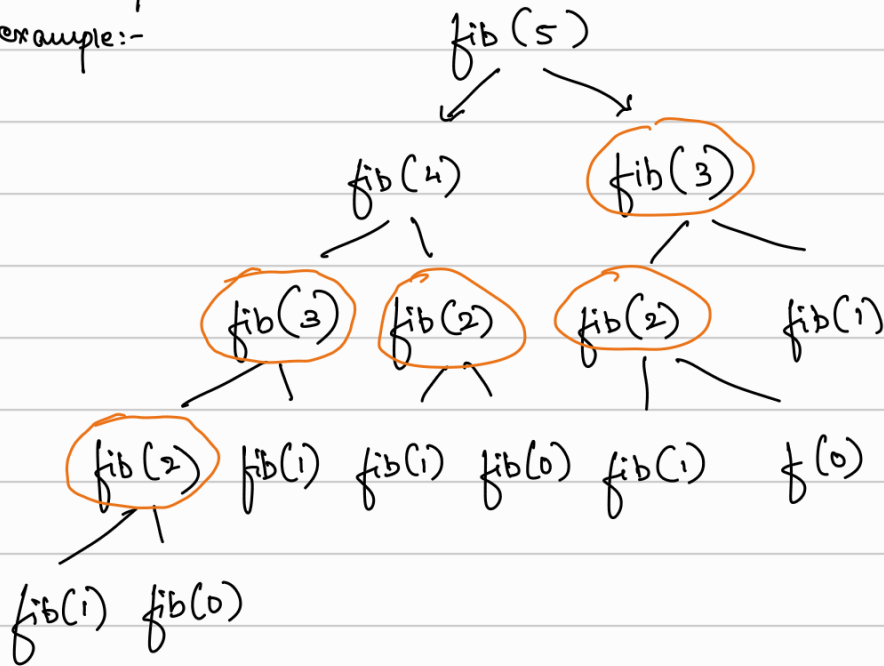 example:-
fib(5)
fib(4) fib(3)
fib(3) fib(2) fib(2) fib(1)
fib(2) fib(1) fib(1) fib(0) fib(1) f(0)
fib(1) fib(0)